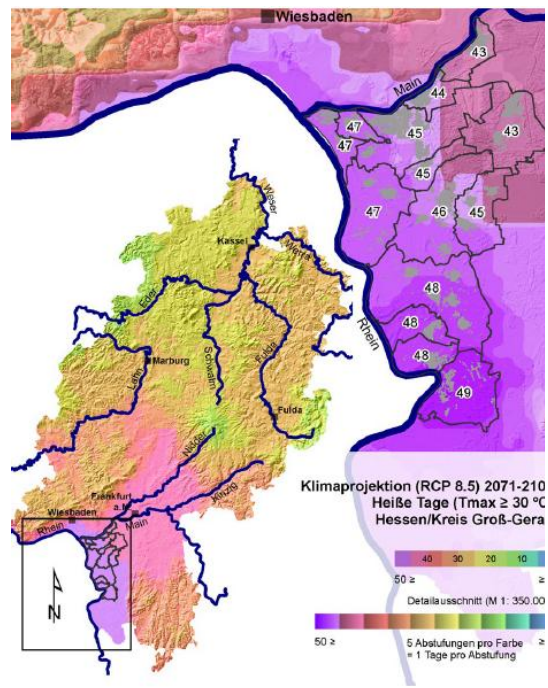 Wiesbaden
Main
43
44
43
47
45
47
45
47
46
45
Rhein
48
48
48
49
Weser
Kassel
Werra
Eder
Schwalm
Fulda
Lahn
Marburg
Fulda
Nidder
Kinzig
Frankfurt
a.M.
Wiesbaden
Rhein
Main
N
Klimaprojektion (RCP 8.5) 2071-210
Heiße Tage (Tmax ≥ 30 °C
Hessen/Kreis Groß-Gera
40 30 20 10
50 ≥ ≥
Detailausschnitt (M 1: 350.00
50 ≥ 5 Abstufungen pro Farbe ≥
= 1 Tage pro Abstufung